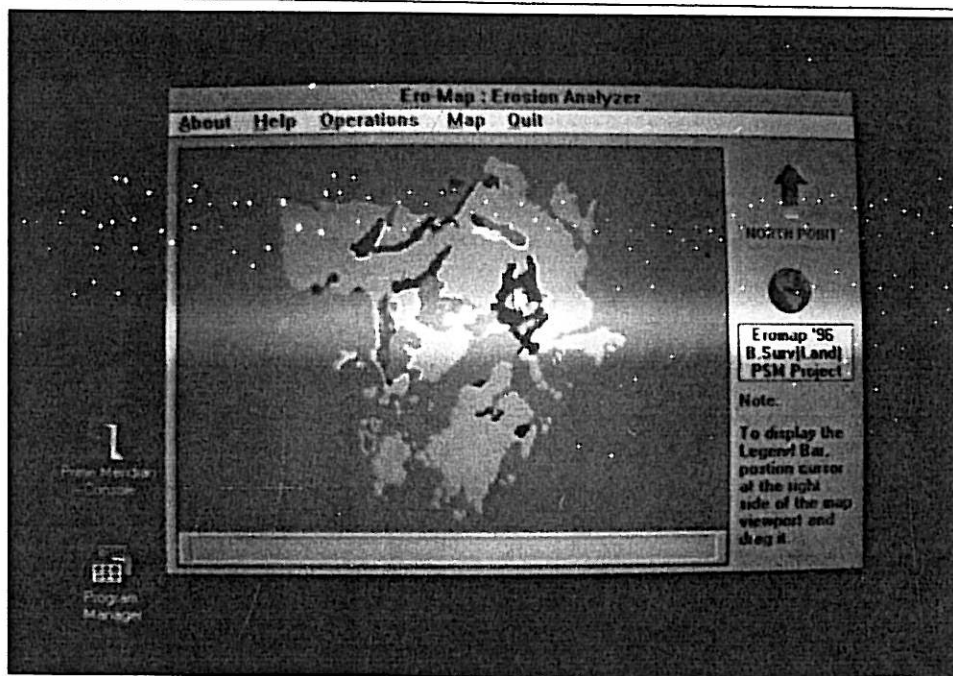 Ero Map : Erosion Analyzer
About Help Operations Map Quit
NORTH POINT
Eromap '96
B.Surv(Land)
PSM Project
Note.
To display the
Legend Bar,
postion cursor
at the right
side of the map
viewport and
drag it.
Prime Meridian
Program
Manager